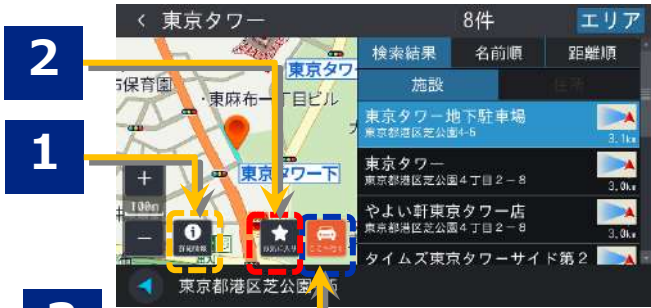 2
1
3
東京タワー
8件
エリア
検索結果
名前順
距離順
施設
住所
東京タワー地下駐車場
東京都港区芝公園4-6
3.1km
東京タワー
東京都港区芝公園4丁目2-8
3.0km
やよい軒東京タワー店
東京都港区芝公園4丁目2-8
3.0km
タイムズ東京タワーサイド第2
保育園
東京タワ
・東麻布一丁目ビル
東京タワー下
+
100m
-
詳細情報
お気に入り
ここへ行く
東京都港区芝公園